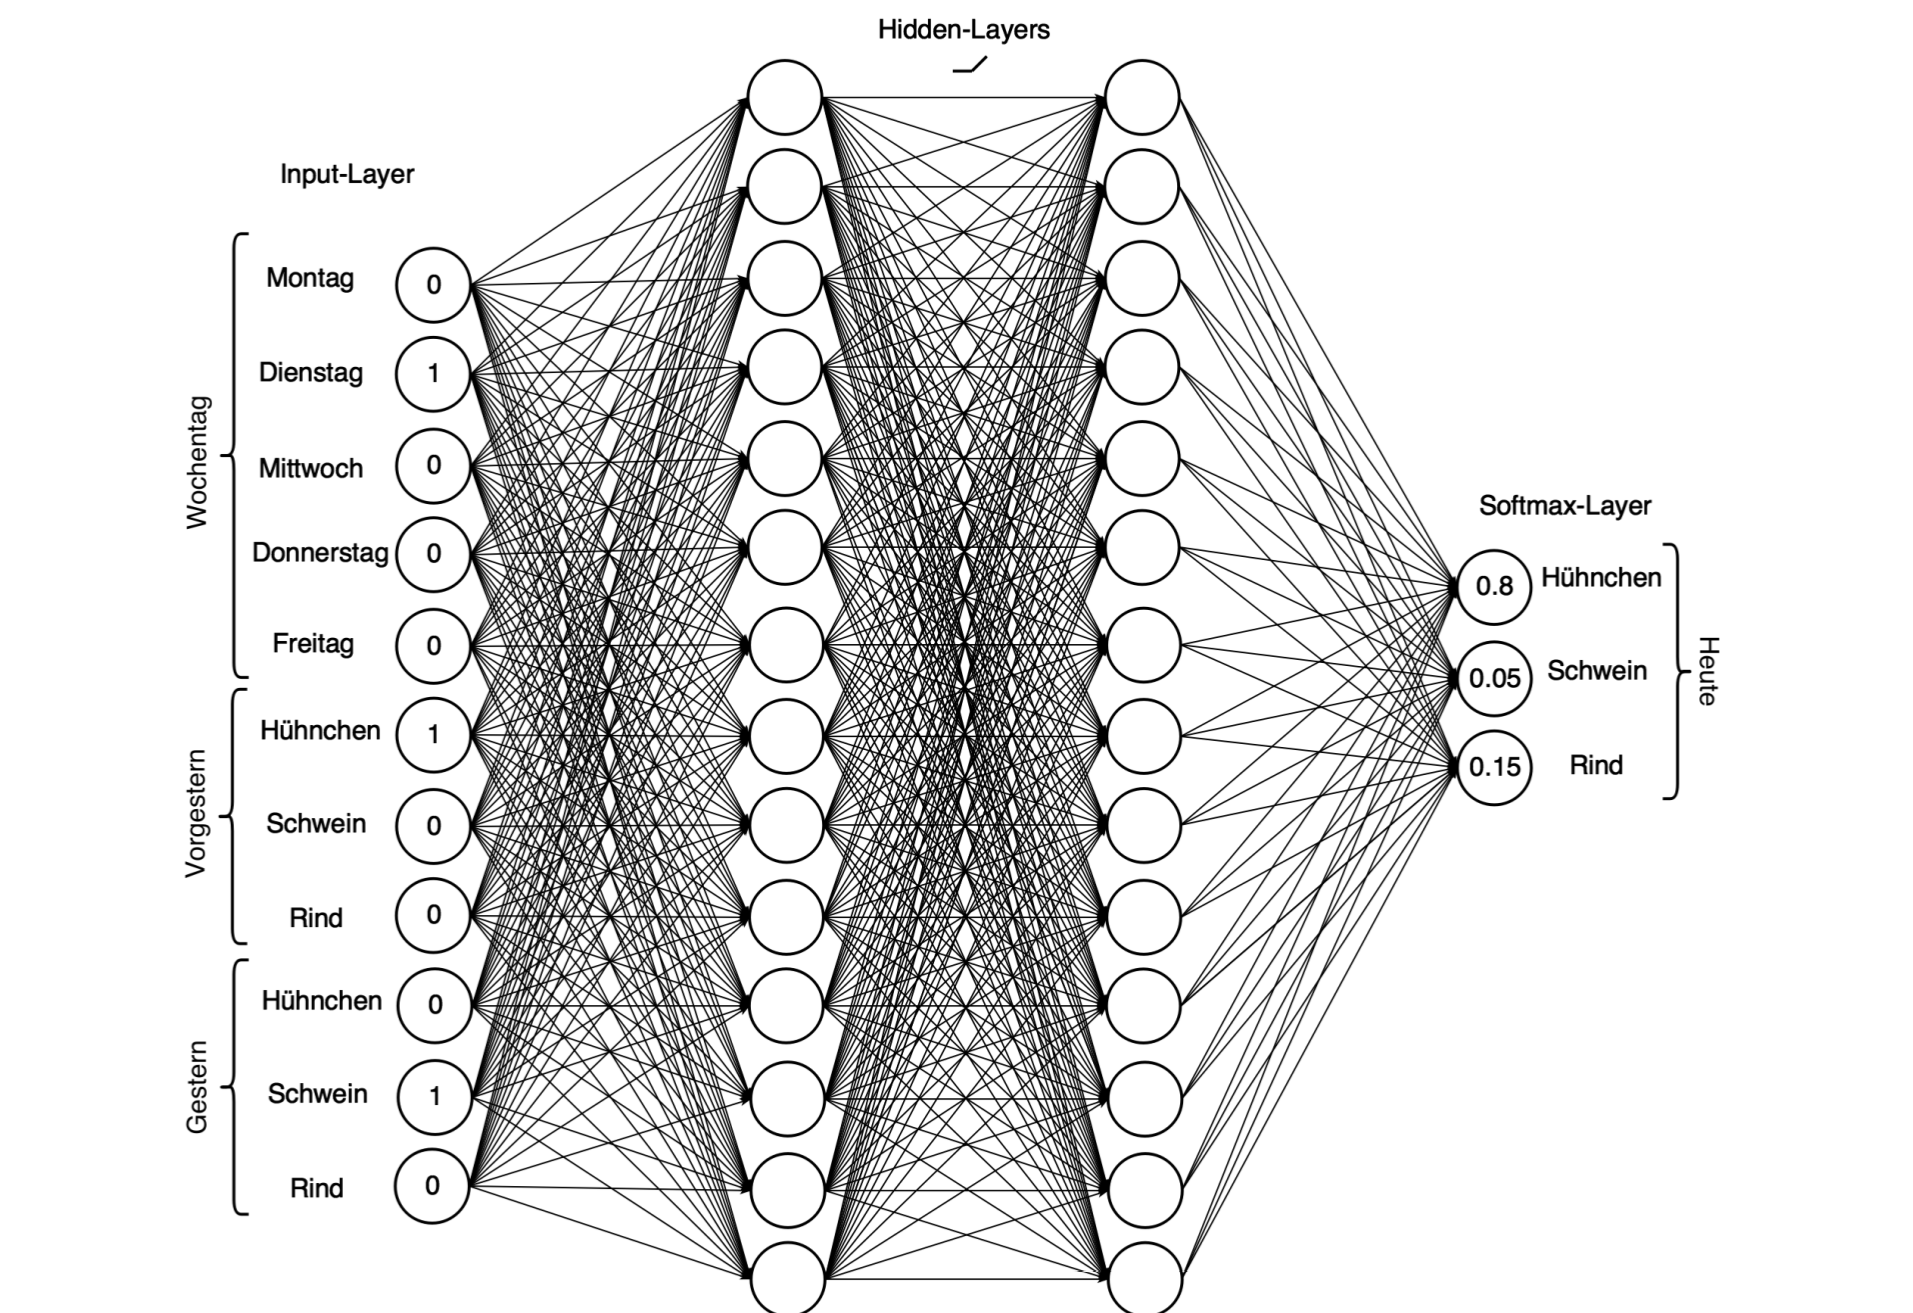 Hidden-Layers
Input-Layer
Wochentag
Montag 0
Dienstag 1
Mittwoch 0
Donnerstag 0
Freitag 0
Vorgestern
Hühnchen 1
Schwein 0
Rind 0
Gestern
Hühnchen 0
Schwein 1
Rind 0
Softmax-Layer
0.8 Hühnchen
0.05 Schwein
0.15 Rind
Heute